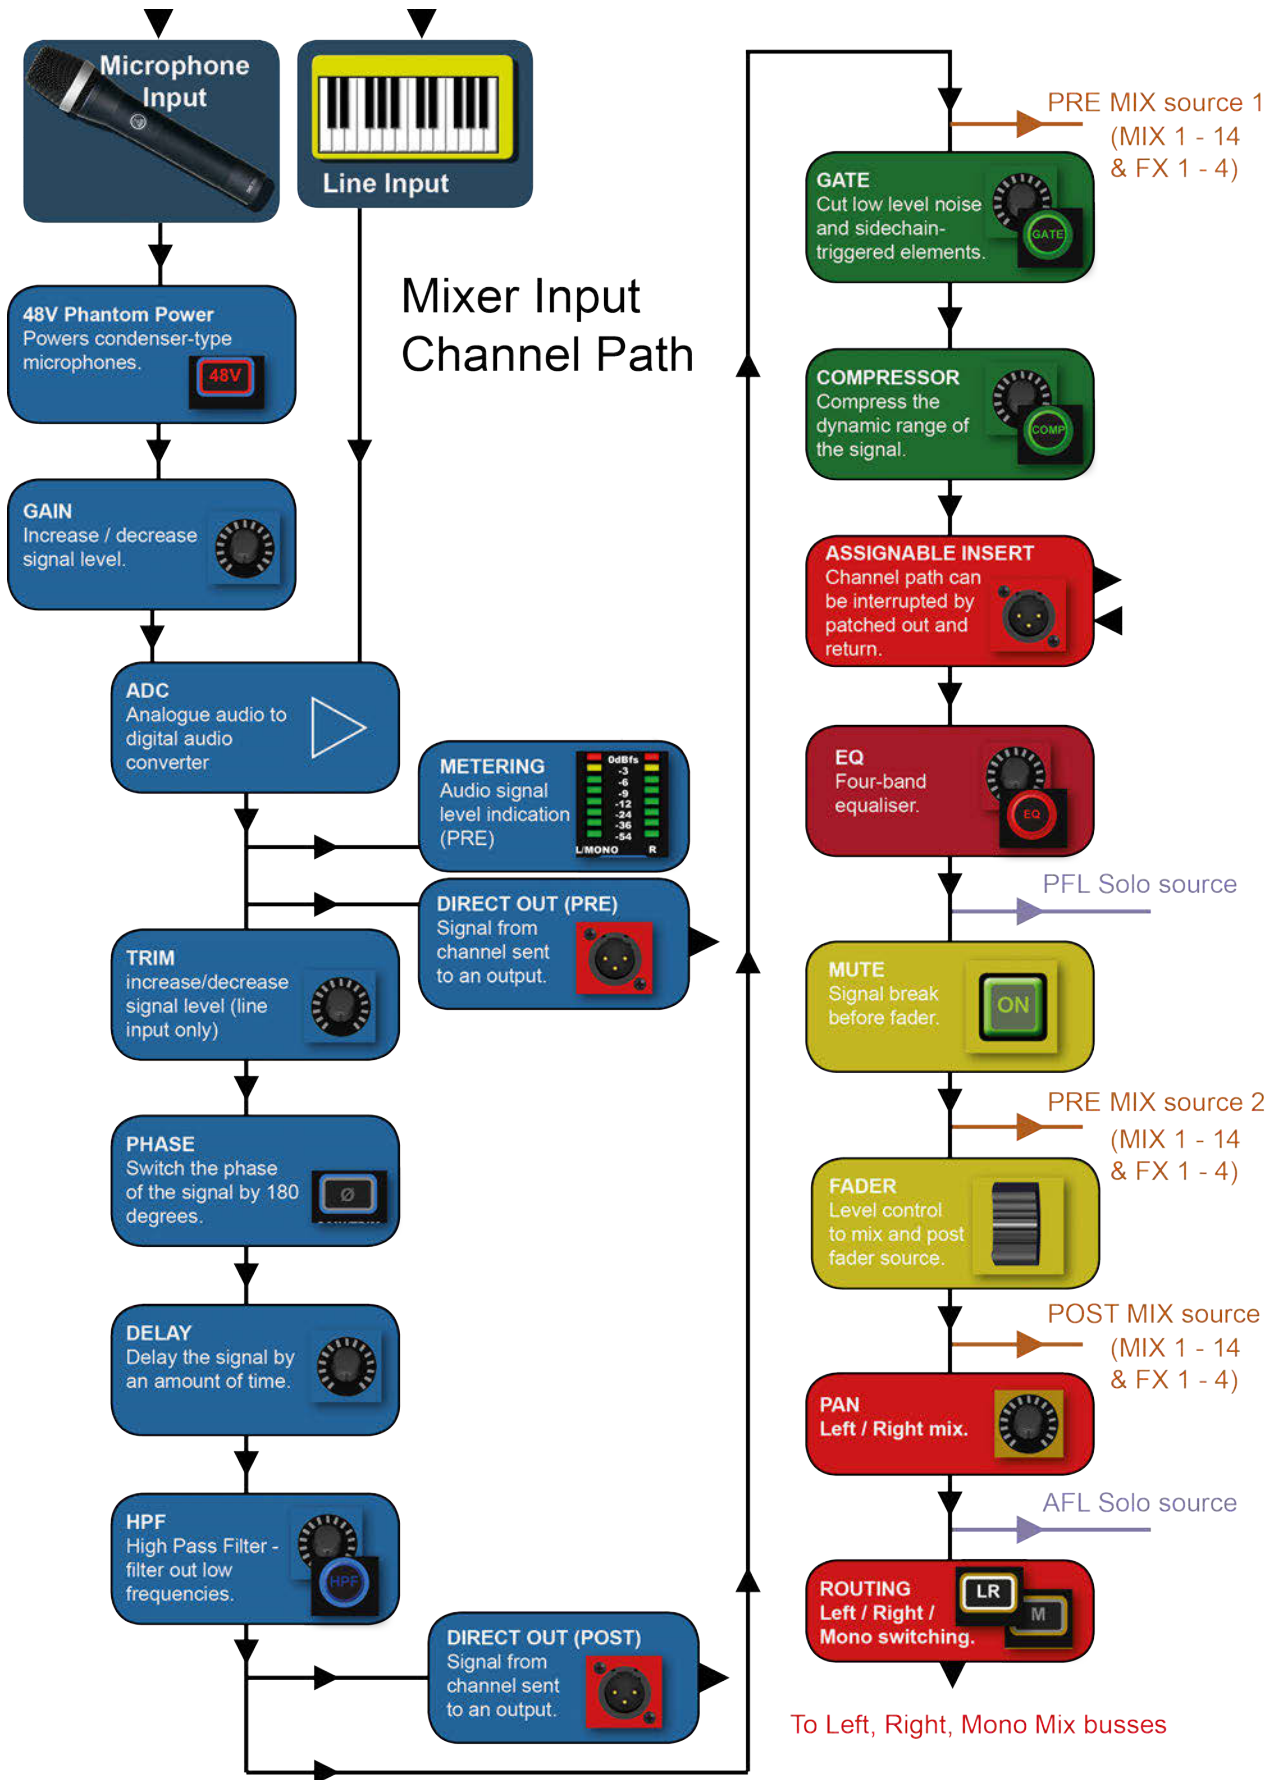 Microphone
Input
Line Input
Mixer Input
Channel Path
48V Phantom Power
Powers condenser-type
microphones.
48V
GAIN
Increase / decrease
signal level.
ADC
Analogue audio to
digital audio
converter
METERING
Audio signal
level indication
(PRE)
0dBfs
-3
-6
-9
-12
-24
-36
-54
L/MONO R
DIRECT OUT (PRE)
Signal from
channel sent
to an output.
TRIM
increase/decrease
signal level (line
input only)
PHASE
Switch the phase
of the signal by 180
degrees.
Ø
DELAY
Delay the signal by
an amount of time.
HPF
High Pass Filter -
filter out low
frequencies.
HPF
DIRECT OUT (POST)
Signal from
channel sent
to an output.
PRE MIX source 1
(MIX 1 - 14
& FX 1 - 4)
GATE
Cut low level noise
and sidechain-
triggered elements.
GATE
COMPRESSOR
Compress the
dynamic range of
the signal.
COMP
ASSIGNABLE INSERT
Channel path can
be interrupted by
patched out and
return.
EQ
Four-band
equaliser.
EQ
PFL Solo source
MUTE
Signal break
before fader.
ON
PRE MIX source 2
(MIX 1 - 14
& FX 1 - 4)
FADER
Level control
to mix and post
fader source.
POST MIX source
(MIX 1 - 14
& FX 1 - 4)
PAN
Left / Right mix.
AFL Solo source
ROUTING
Left / Right /
Mono switching.
LR
M
To Left, Right, Mono Mix busses